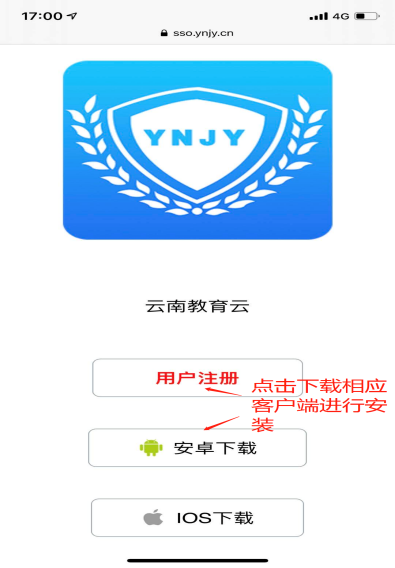 17:00
4G
sso.ynjy.cn
YNJY
云南教育云
用户注册
点击下载相应
客户端进行安
装
安卓下载
IOS下载